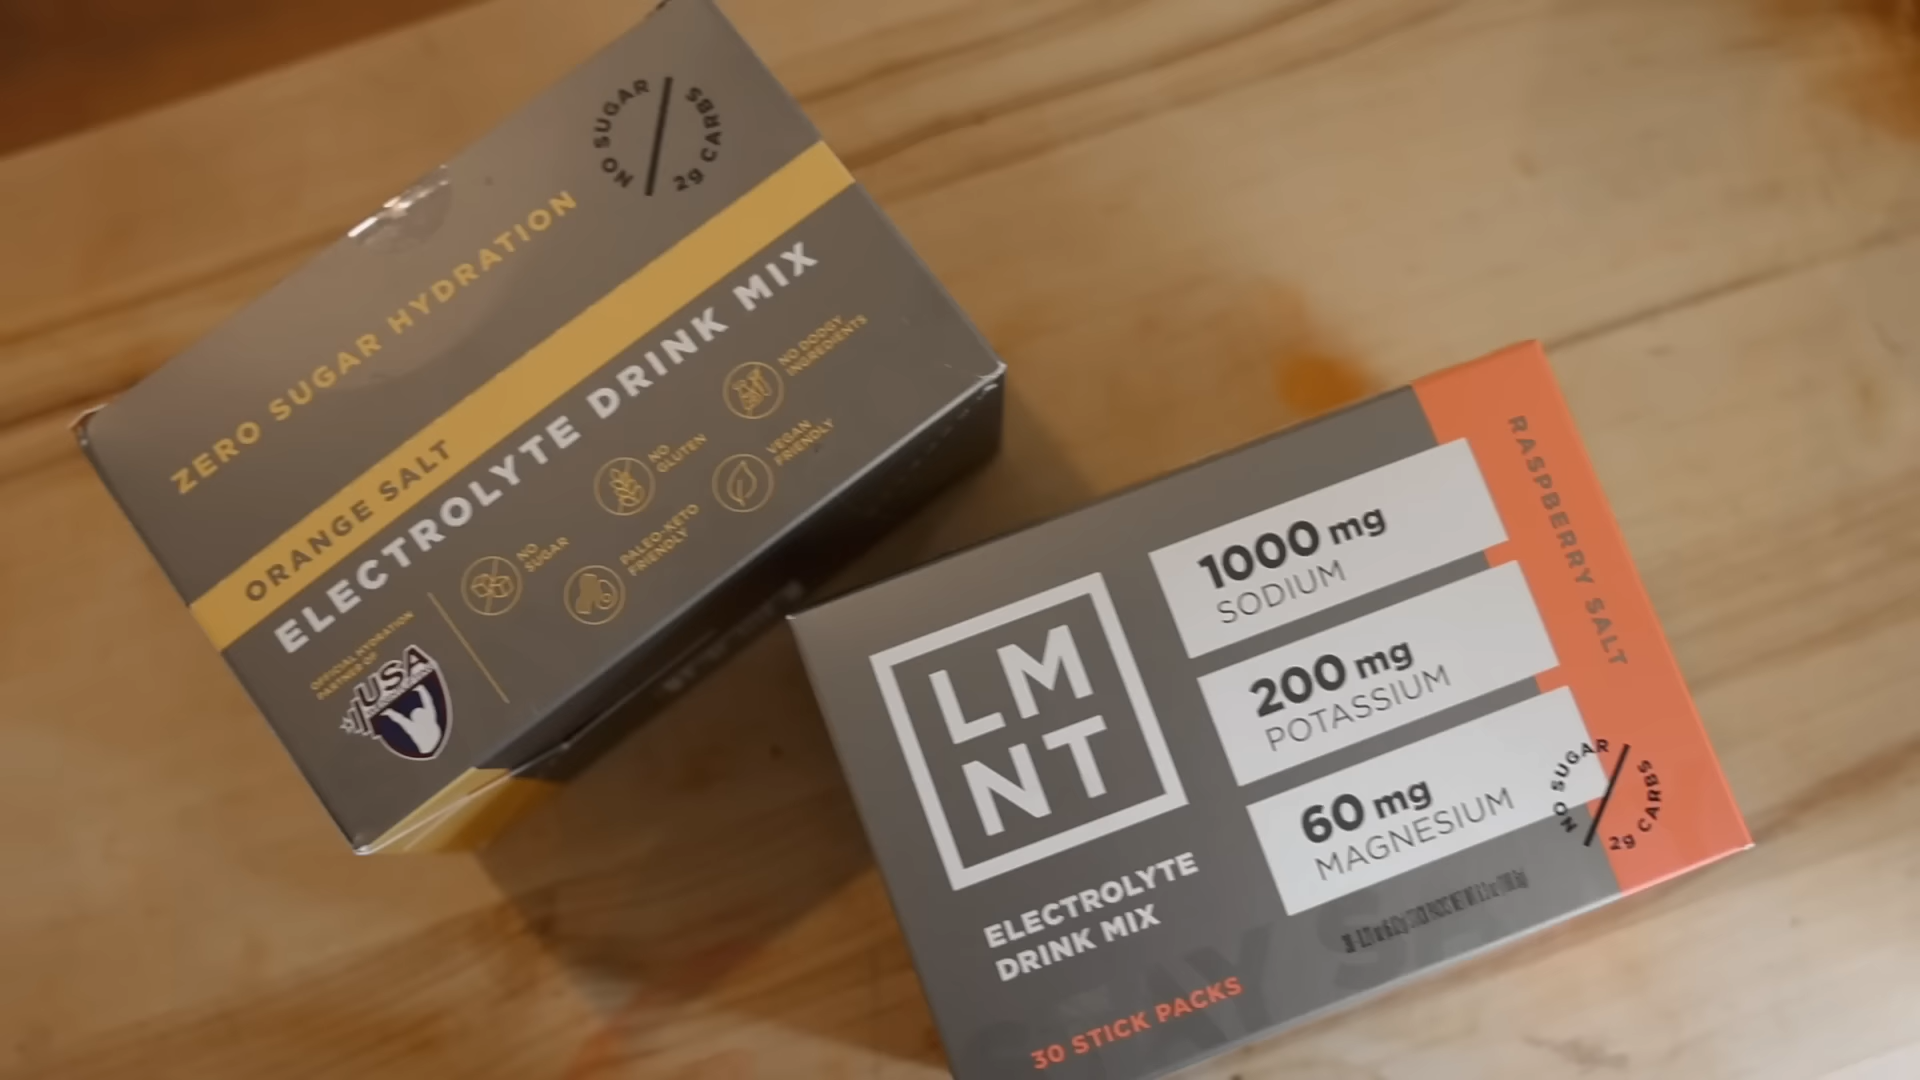 NO SUGAR
2g CARBS
ZERO SUGAR HYDRATION
ORANGE SALT
ELECTROLYTE DRINK MIX
NO DODGY
INGREDIENTS
NO
GLUTEN
VEGAN
FRIENDLY
NO
SUGAR
PALEO-KETO
FRIENDLY
OFFICIAL HYDRATION
PARTNER OF
USA
LM
NT
ELECTROLYTE
DRINK MIX
30 STICK PACKS
1000 mg
SODIUM
200 mg
POTASSIUM
60 mg
MAGNESIUM
RASPBERRY SALT
NO SUGAR
2g CARBS